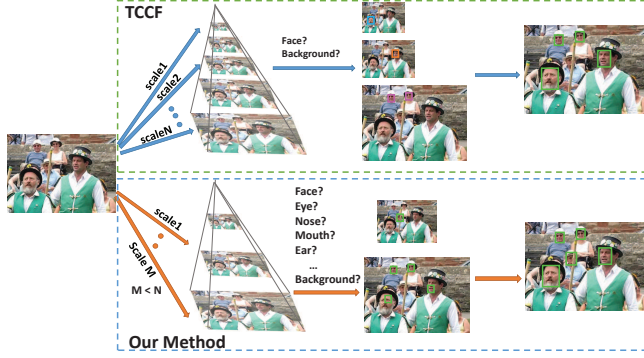 TCCF
scale1
scale2
scaleN
Face?
Background?
scale1
Scale M
M < N
Face?
Eye?
Nose?
Mouth?
Ear?
...
Background?
Our Method